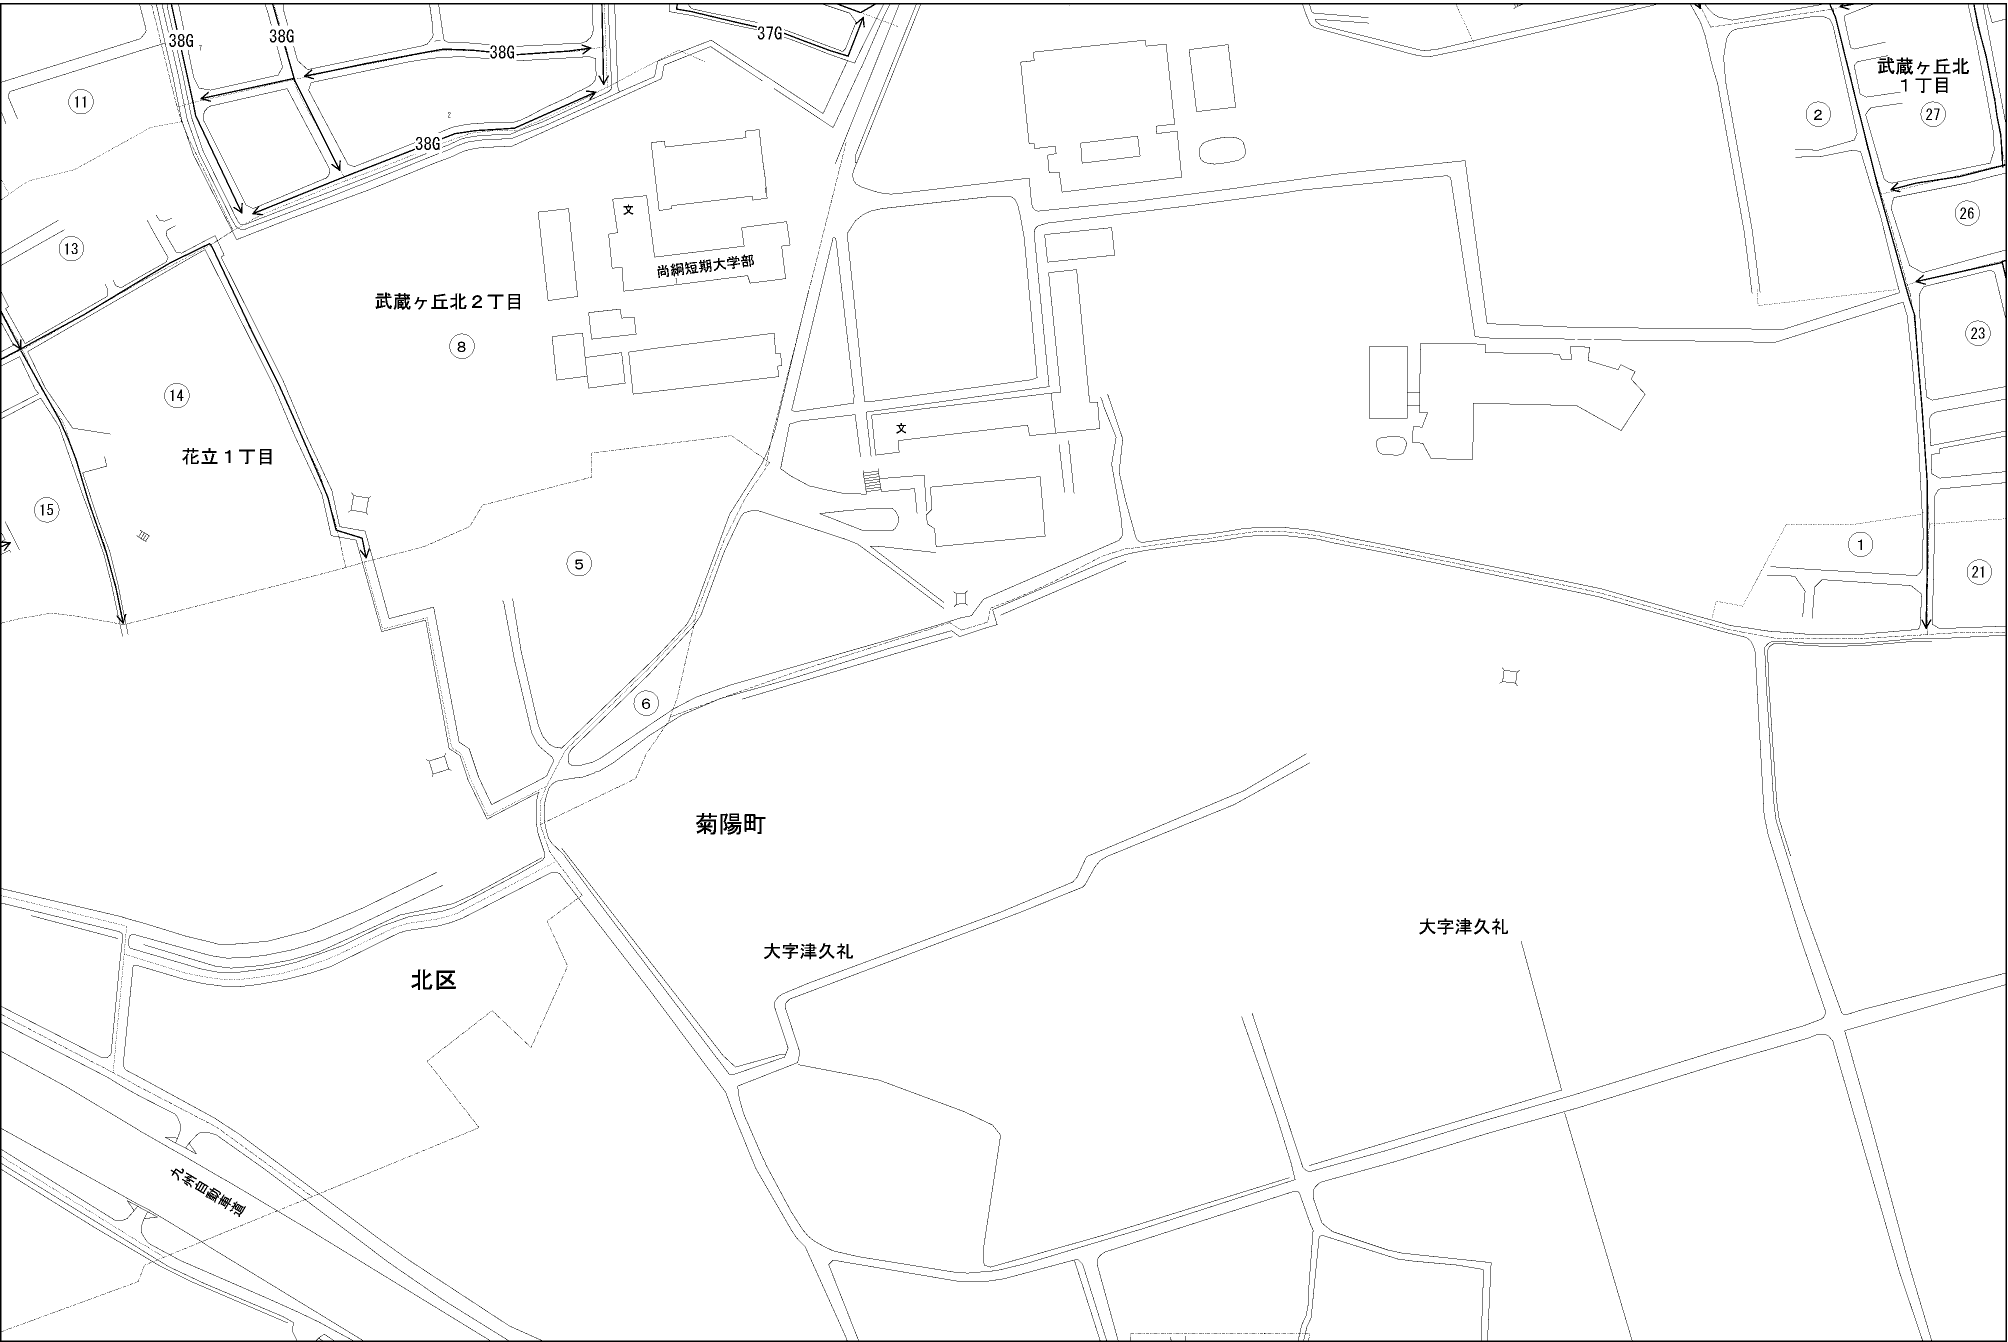 38G
38G
37G
38G
武蔵ヶ丘北
１丁目
11
2
27
38G
文
26
13
尚絅短期大学部
武蔵ヶ丘北２丁目
8
23
14
文
花立１丁目
15
1
5
21
6
菊陽町
大字津久礼
大字津久礼
北区
九州自動車道